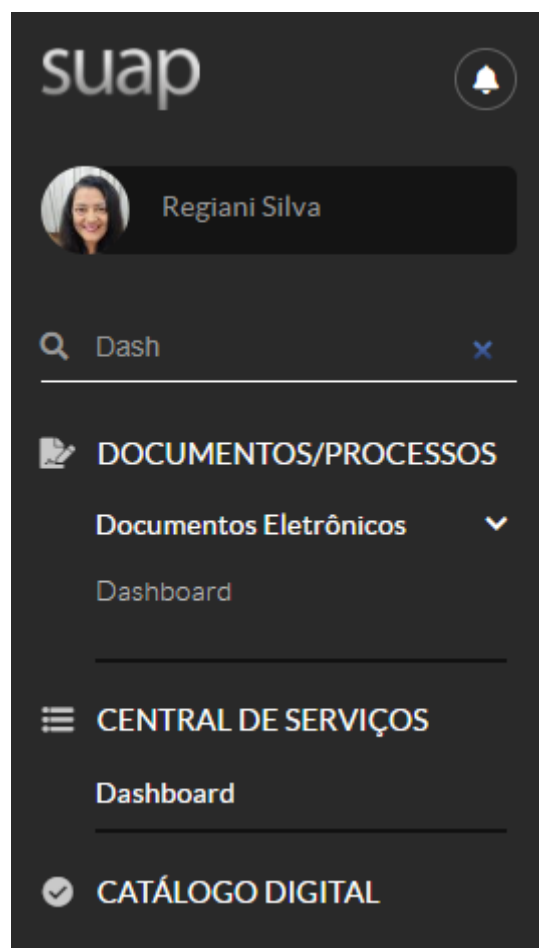 suap
Regiani Silva
Dash
DOCUMENTOS/PROCESSOS
Documentos Eletrônicos
Dashboard
CENTRAL DE SERVIÇOS
Dashboard
CATÁLOGO DIGITAL